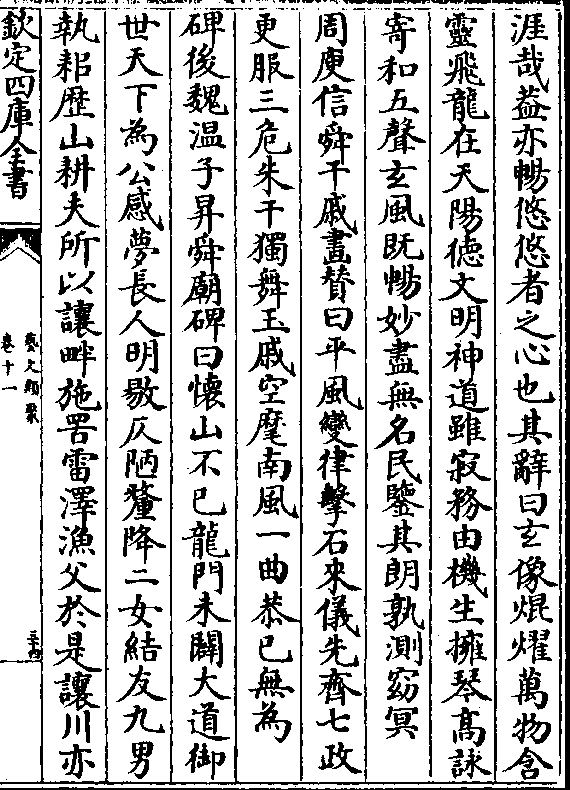 涯哉益亦暢悠悠者之心也其辭曰玄像焜燿萬物含
靈飛龍在天陽德文明神道雖寂務由機生擁琴高詠
寄和五聲玄風既暢妙盡無名民鑒其朗孰測窈冥
周庾信舜干戚畫贊曰平風變律擊石來儀先齊七政
更服三危朱干獨舞玉戚空麾南風一曲恭已無為
碑後魏溫子昇舜廟碑曰懷山不已龍門未闢大道御
世天下為公感夢長人明敭仄陋釐降二女結友九男
執耜歴山耕夫所以讓畔施罟雷澤漁父於是讓川亦
欽定四庫全書
藝文類聚
卷十一
三十四